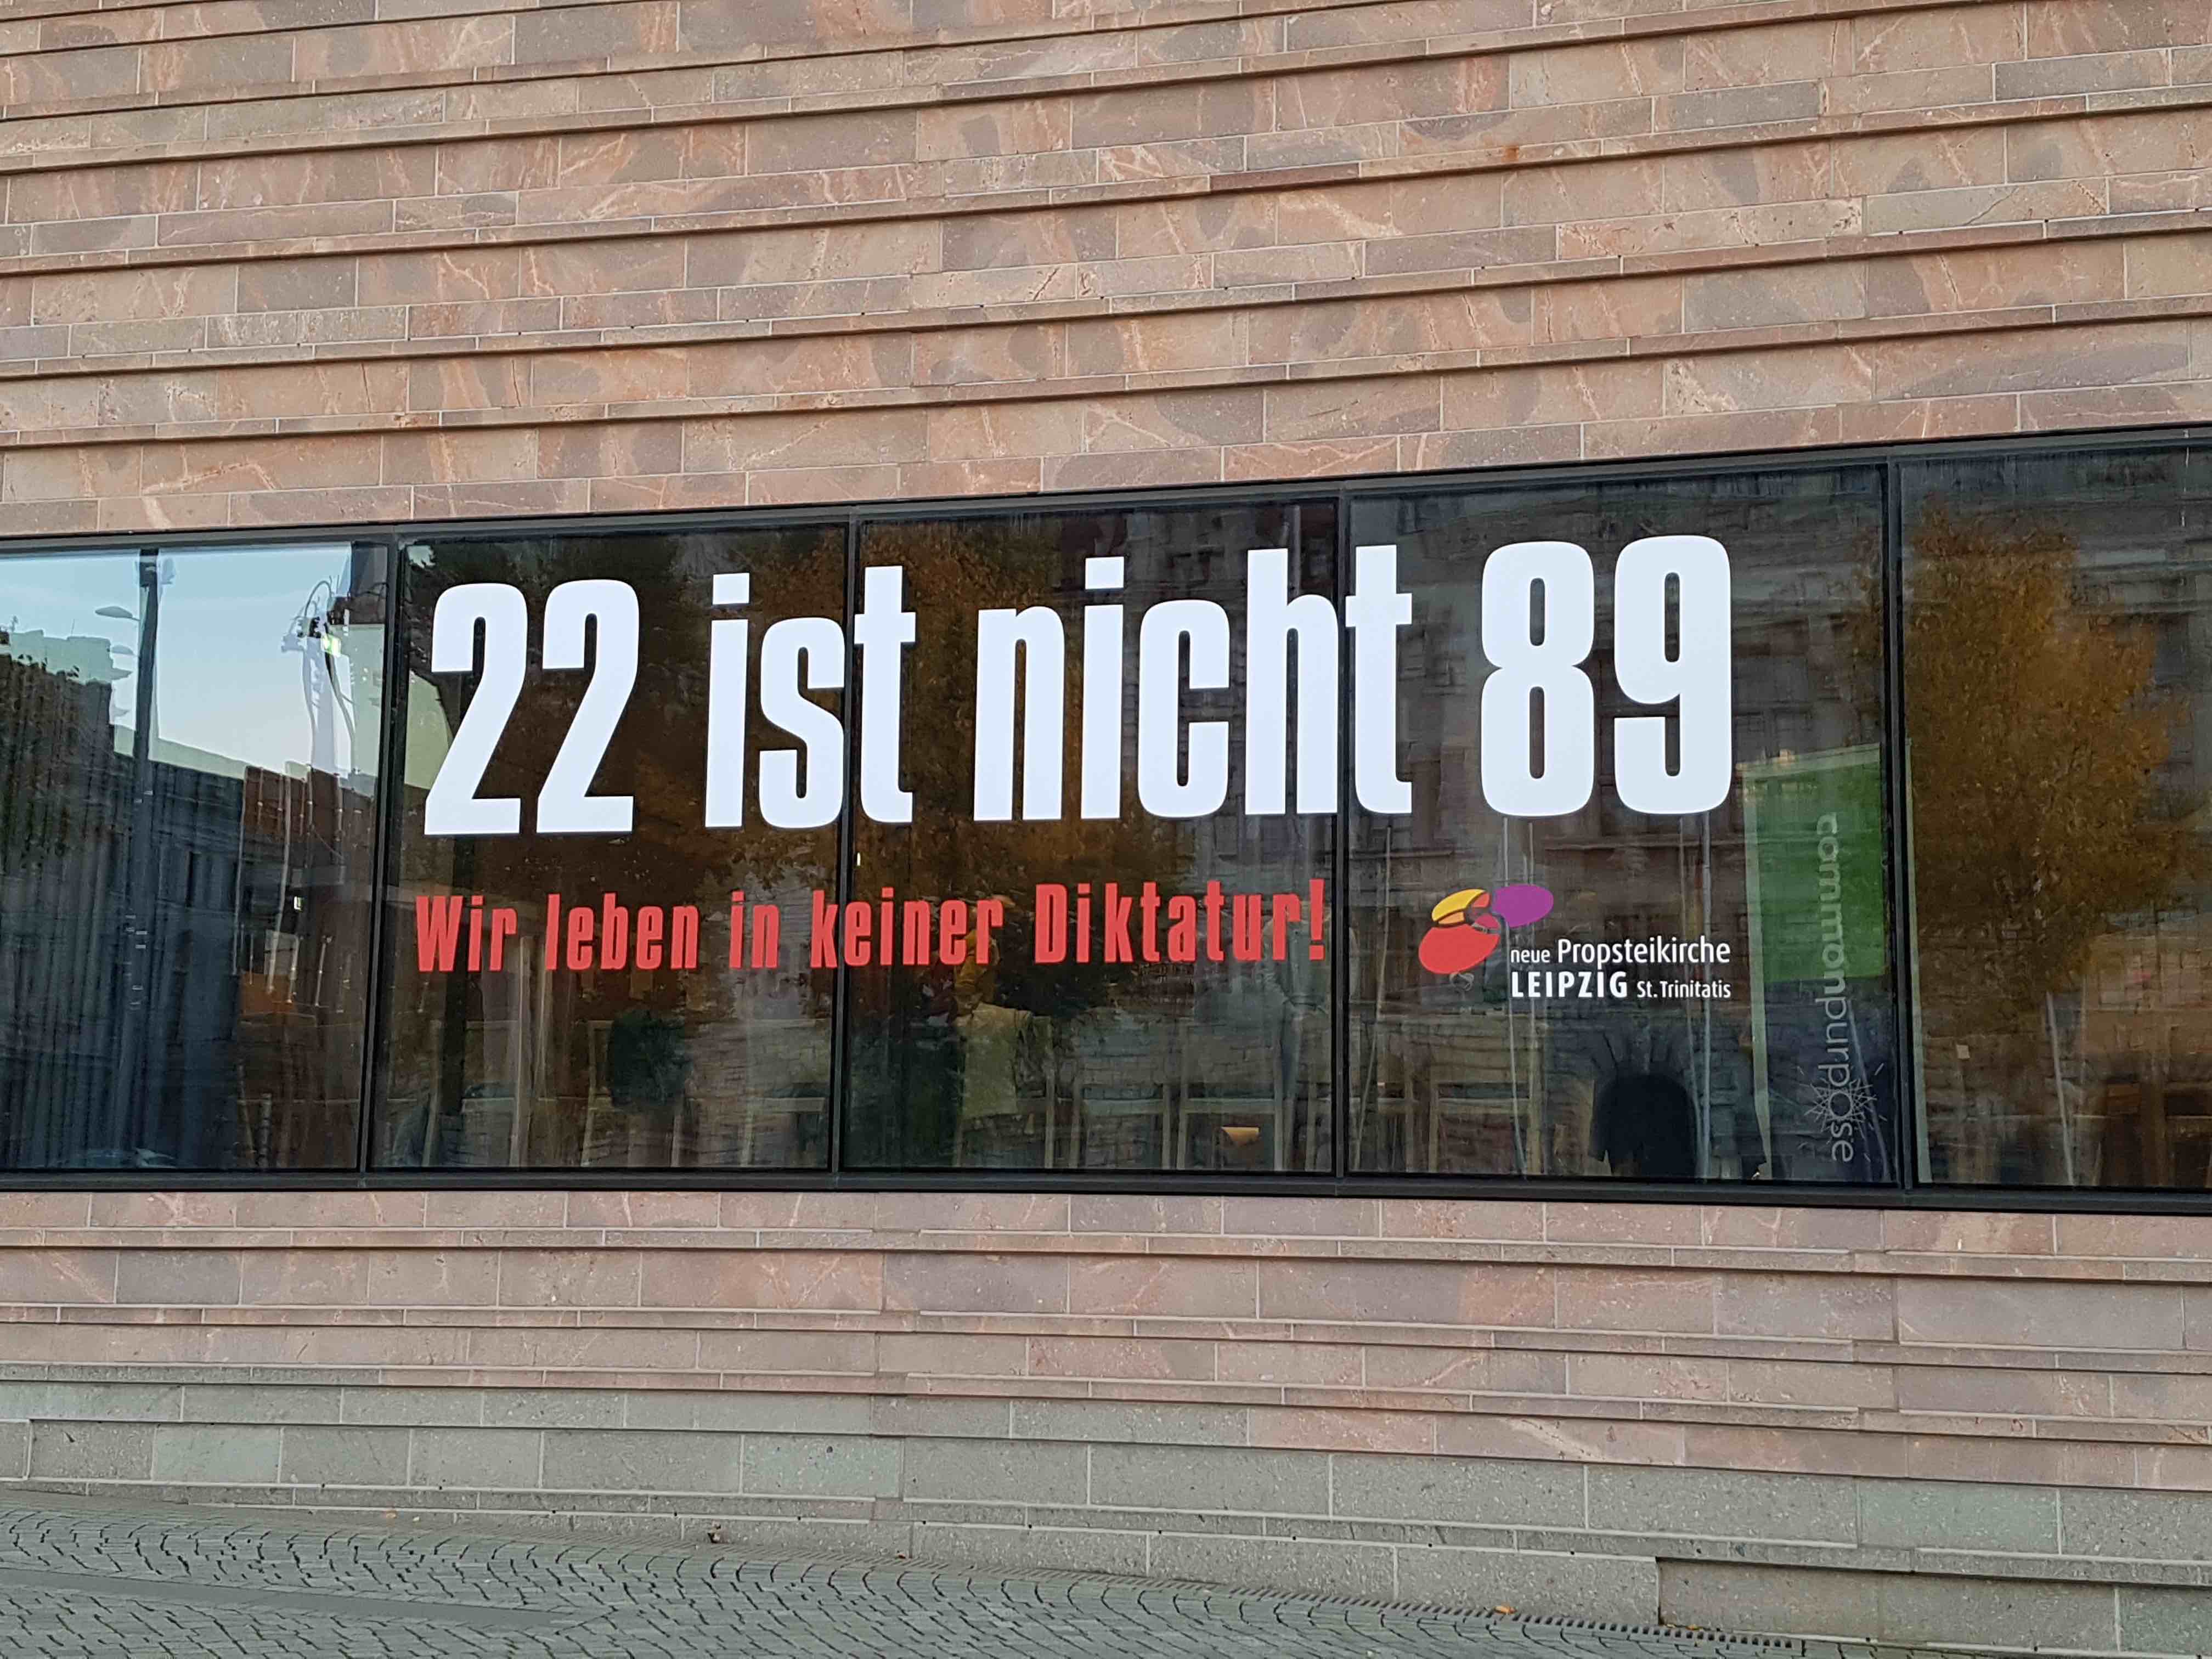 22 ist nicht 89
Wir leben in keiner Diktatur!
neue Propsteikirche
LEIPZIG St. Trinitatis
commonpurpose